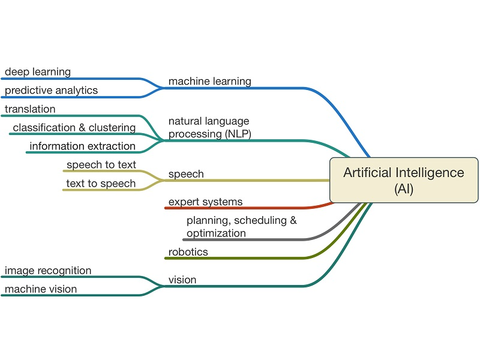 deep learning
predictive analytics
machine learning
translation
classification & clustering
information extraction
natural language
processing (NLP)
speech to text
text to speech
speech
expert systems
planning, scheduling &
optimization
robotics
image recognition
machine vision
vision
Artificial Intelligence
(AI)